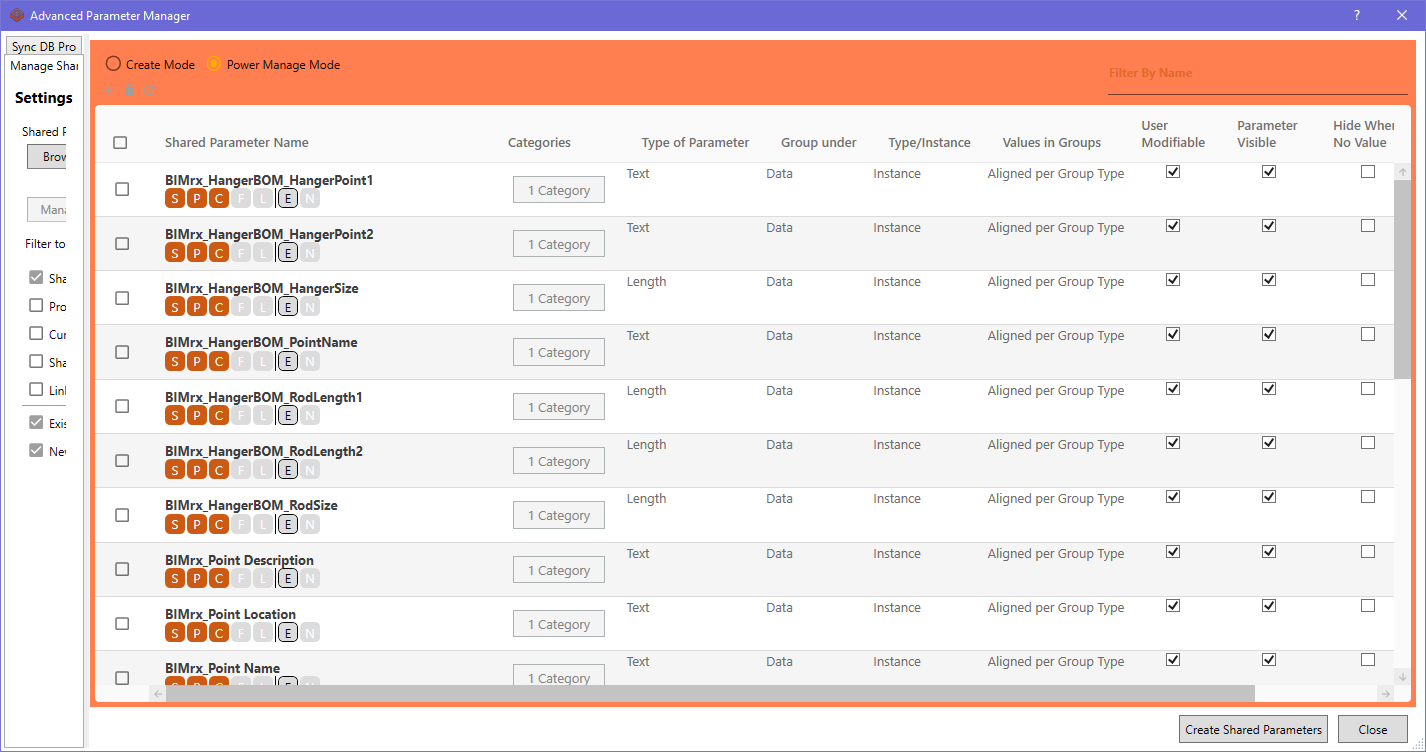 Advanced Parameter Manager
?
Sync DB Pro
Manage Shar
Settings
Shared P
Brow
Mana
Filter to
Sha
Pro
Cur
Sha
Linl
Exis
New
Create Mode
Power Manage Mode
Filter By Name
Shared Parameter Name Categories Type of Parameter Group under Type/Instance Values in Groups User Modifiable Parameter Visible Hide When No Value
BIMrx_HangerBOM_HangerPoint1 1 Category Text Data Instance Aligned per Group Type
S P C F L E N
BIMrx_HangerBOM_HangerPoint2 1 Category Text Data Instance Aligned per Group Type
S P C F L E N
BIMrx_HangerBOM_HangerSize 1 Category Length Data Instance Aligned per Group Type
S P C F L E N
BIMrx_HangerBOM_PointName 1 Category Text Data Instance Aligned per Group Type
S P C F L E N
BIMrx_HangerBOM_RodLength1 1 Category Length Data Instance Aligned per Group Type
S P C F L E N
BIMrx_HangerBOM_RodLength2 1 Category Length Data Instance Aligned per Group Type
S P C F L E N
BIMrx_HangerBOM_RodSize 1 Category Length Data Instance Aligned per Group Type
S P C F L E N
BIMrx_Point Description 1 Category Text Data Instance Aligned per Group Type
S P C F L E N
BIMrx_Point Location 1 Category Text Data Instance Aligned per Group Type
S P C F L E N
BIMrx_Point Name 1 Category Text Data Instance Aligned per Group Type
S P C F L E N
Create Shared Parameters
Close